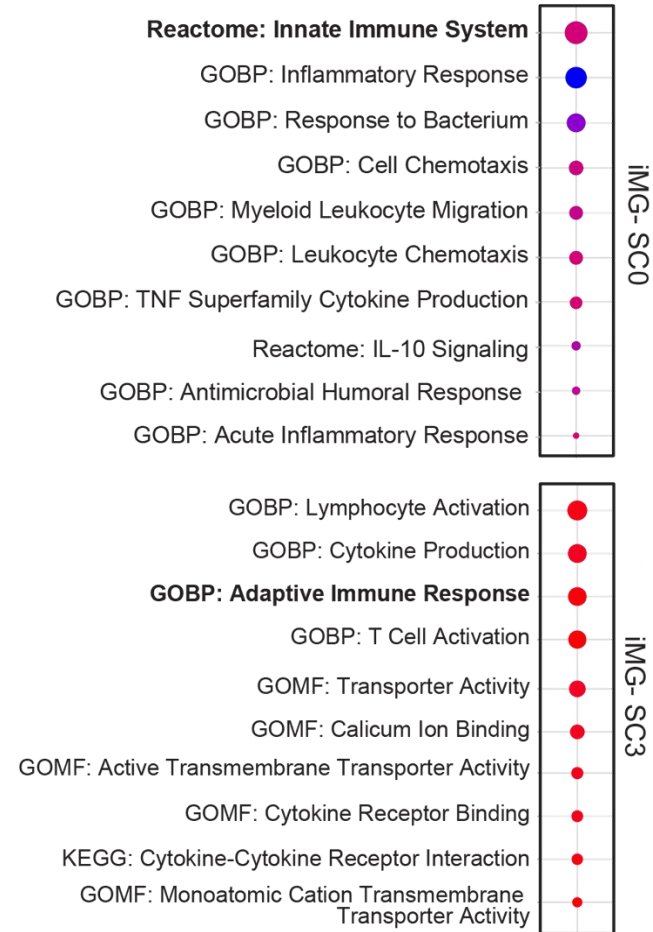 Reactome: Innate Immune System
GOBP: Inflammatory Response
GOBP: Response to Bacterium
GOBP: Cell Chemotaxis
GOBP: Myeloid Leukocyte Migration
GOBP: Leukocyte Chemotaxis
GOBP: TNF Superfamily Cytokine Production
Reactome: IL-10 Signaling
GOBP: Antimicrobial Humoral Response
GOBP: Acute Inflammatory Response
iMG- SC0
GOBP: Lymphocyte Activation
GOBP: Cytokine Production
GOBP: Adaptive Immune Response
GOBP: T Cell Activation
GOMF: Transporter Activity
GOMF: Calicum Ion Binding
GOMF: Active Transmembrane Transporter Activity
GOMF: Cytokine Receptor Binding
KEGG: Cytokine-Cytokine Receptor Interaction
GOMF: Monoatomic Cation Transmembrane
Transporter Activity
iMG- SC3